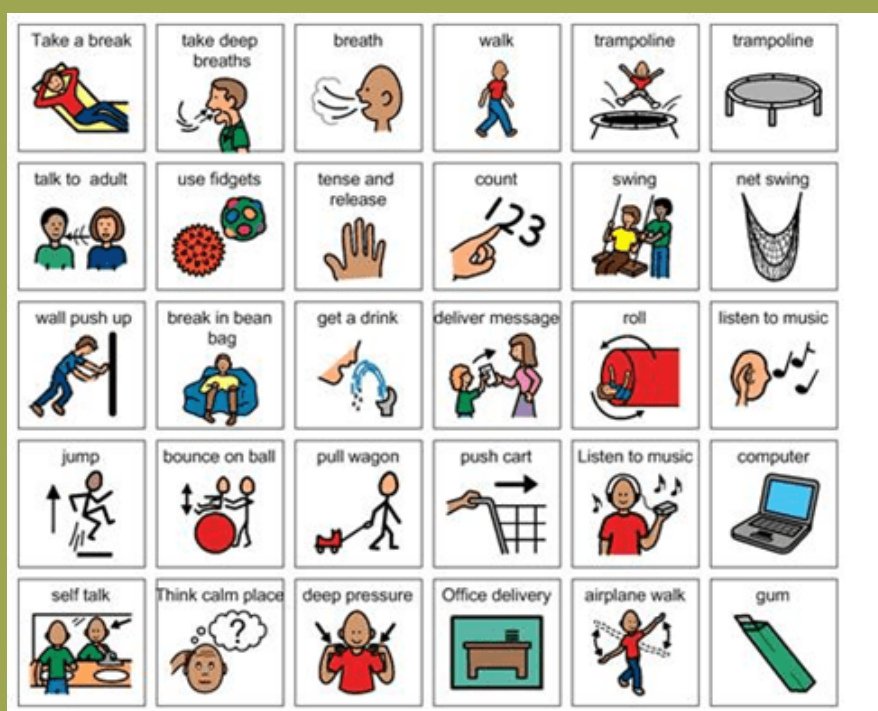 Take a break
take deep
breaths
breath
walk
trampoline
trampoline
talk to adult
use fidgets
tense and
release
count
123
swing
net swing
wall push up
break in bean
bag
get a drink
deliver message
roll
listen to music
jump
bounce on ball
pull wagon
push cart
Listen to music
computer
self talk
Think calm place
?
deep pressure
Office delivery
airplane walk
gum